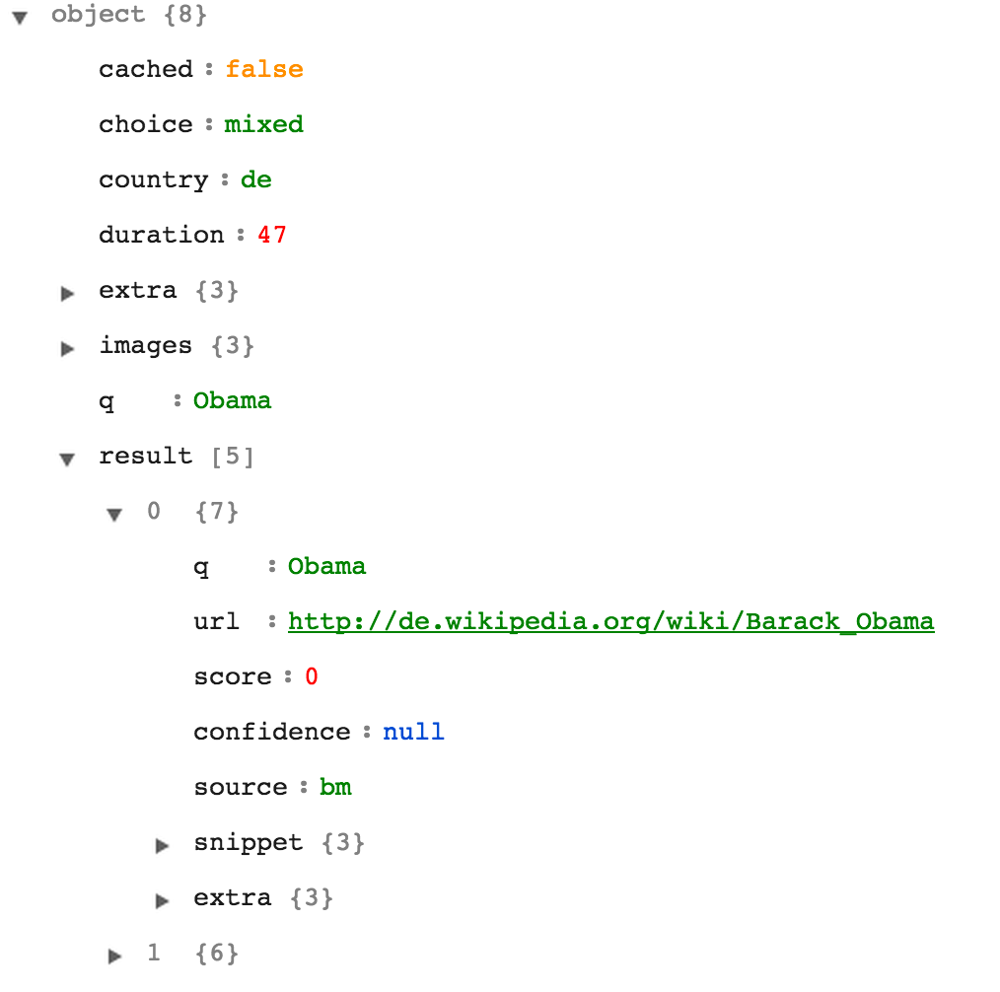 object {8}
cached : false
choice : mixed
country : de
duration : 47
extra {3}
images {3}
q : Obama
result [5]
0 {7}
q : Obama
url : http://de.wikipedia.org/wiki/Barack_Obama
score : 0
confidence : null
source : bm
snippet {3}
extra {3}
1 {6}